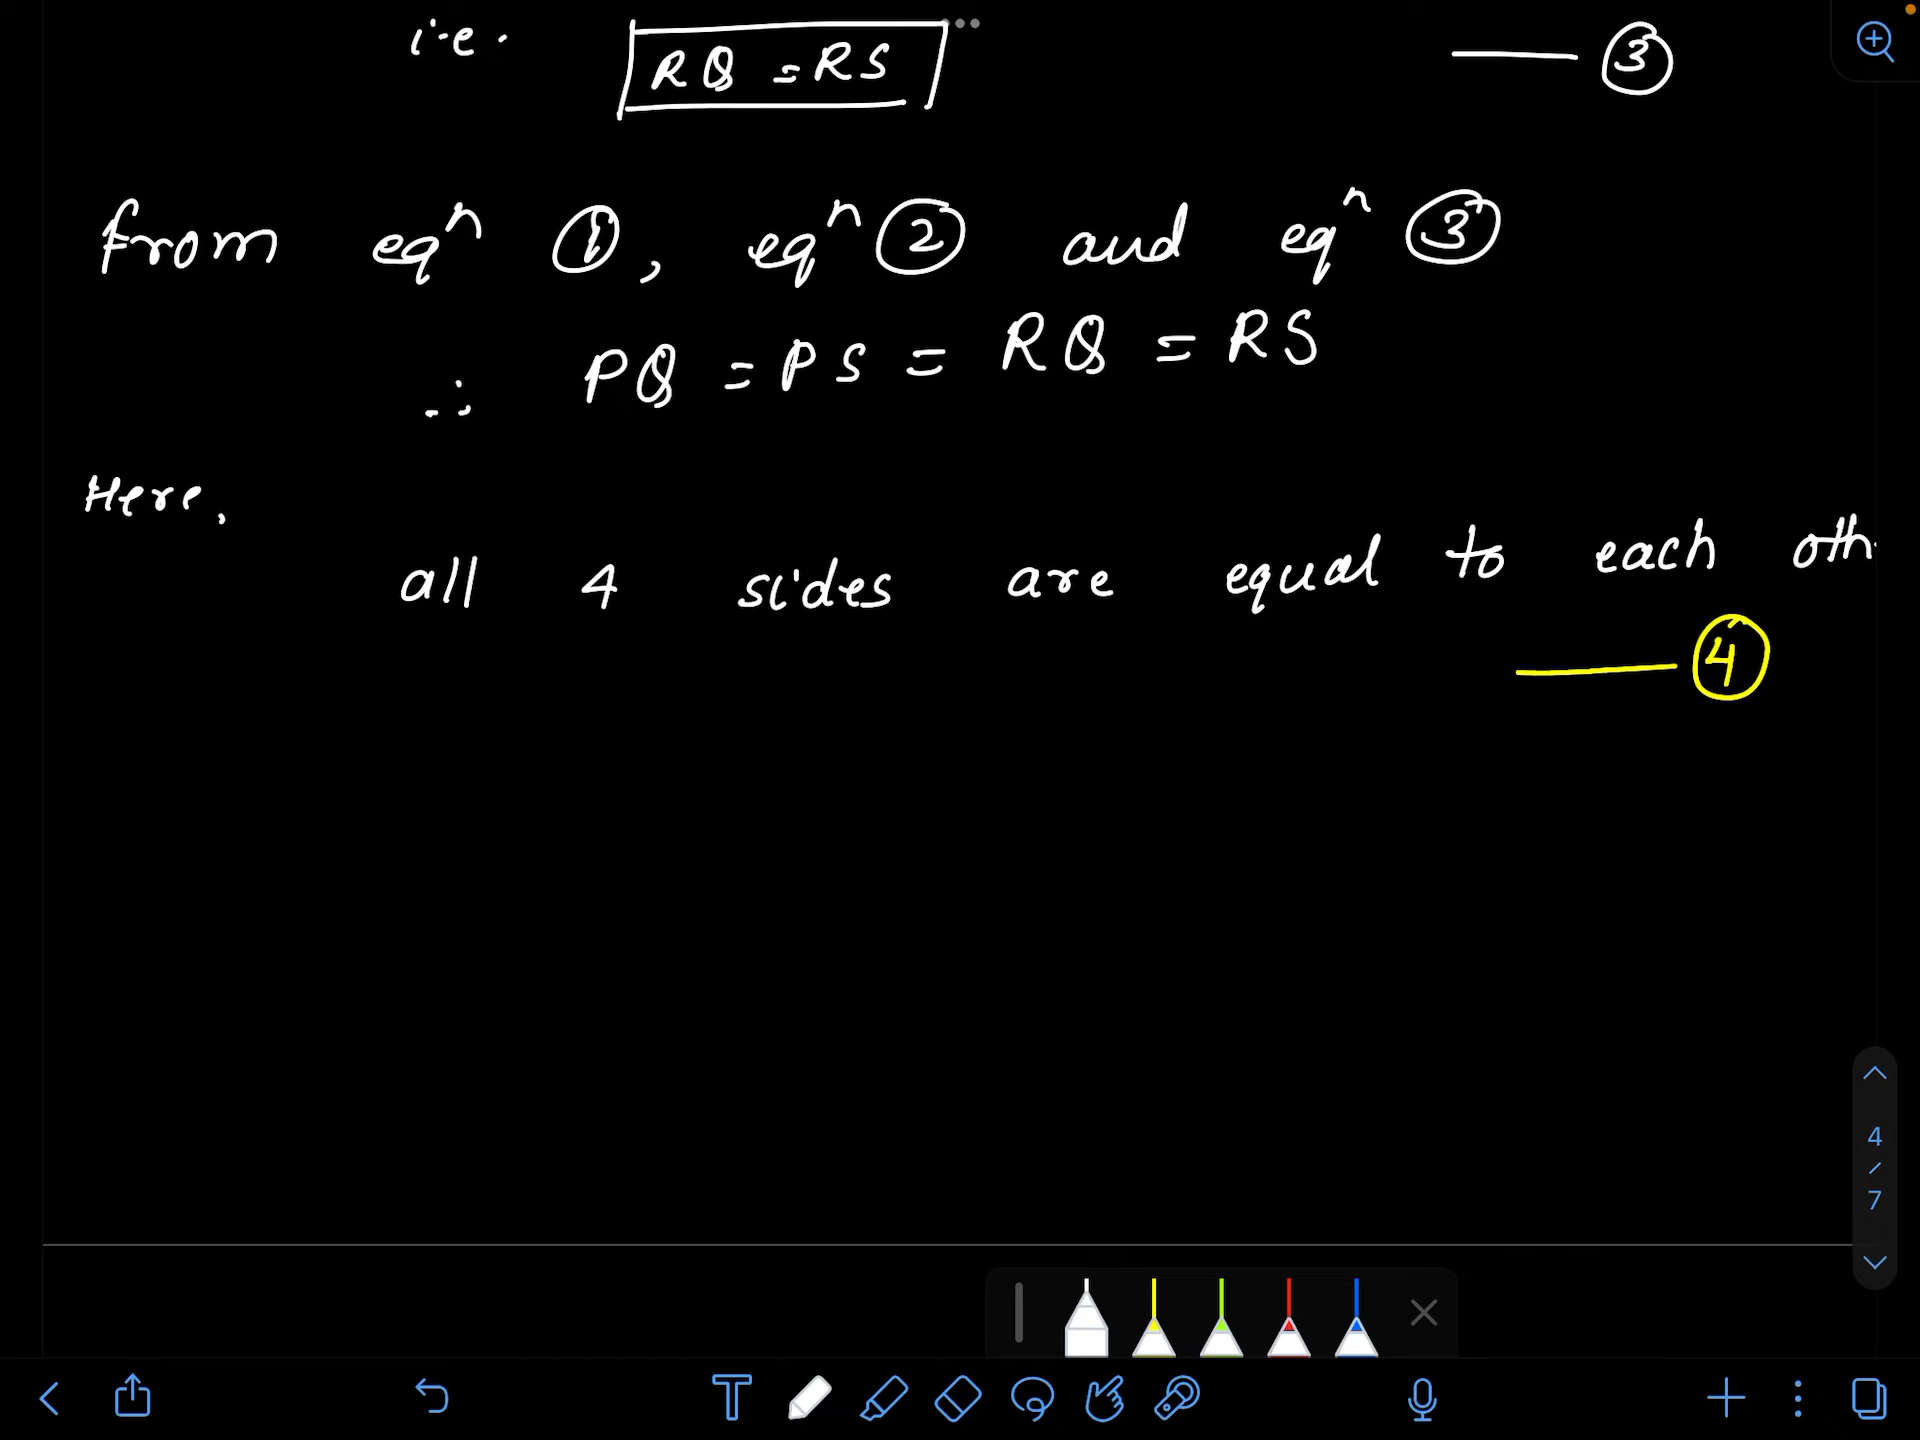 i.e. RQ = RS —— ③
from eqⁿ ①, eqⁿ ② and eqⁿ ③
∴ PQ = PS = RQ = RS
Here,
all 4 sides are equal to each oth
—— ④
4
/
7
T